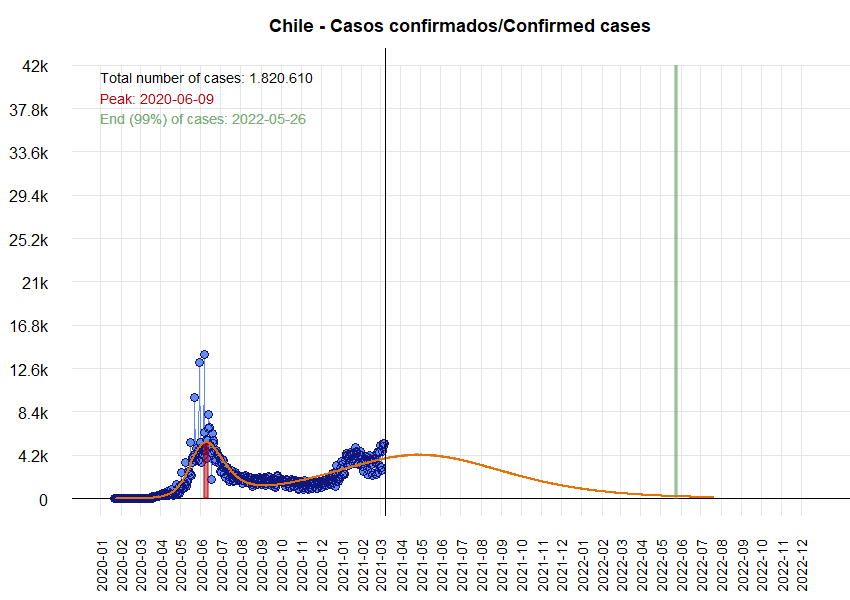 Chile - Casos confirmados/Confirmed cases
Total number of cases: 1.820.610
Peak: 2020-06-09
End (99%) of cases: 2022-05-26
42k
37.8k
33.6k
29.4k
25.2k
21k
16.8k
12.6k
8.4k
4.2k
0
2020-01
2020-02
2020-03
2020-04
2020-05
2020-06
2020-07
2020-08
2020-09
2020-10
2020-11
2020-12
2021-01
2021-02
2021-03
2021-04
2021-05
2021-06
2021-07
2021-08
2021-09
2021-10
2021-11
2021-12
2022-01
2022-02
2022-03
2022-04
2022-05
2022-06
2022-07
2022-08
2022-09
2022-10
2022-11
2022-12